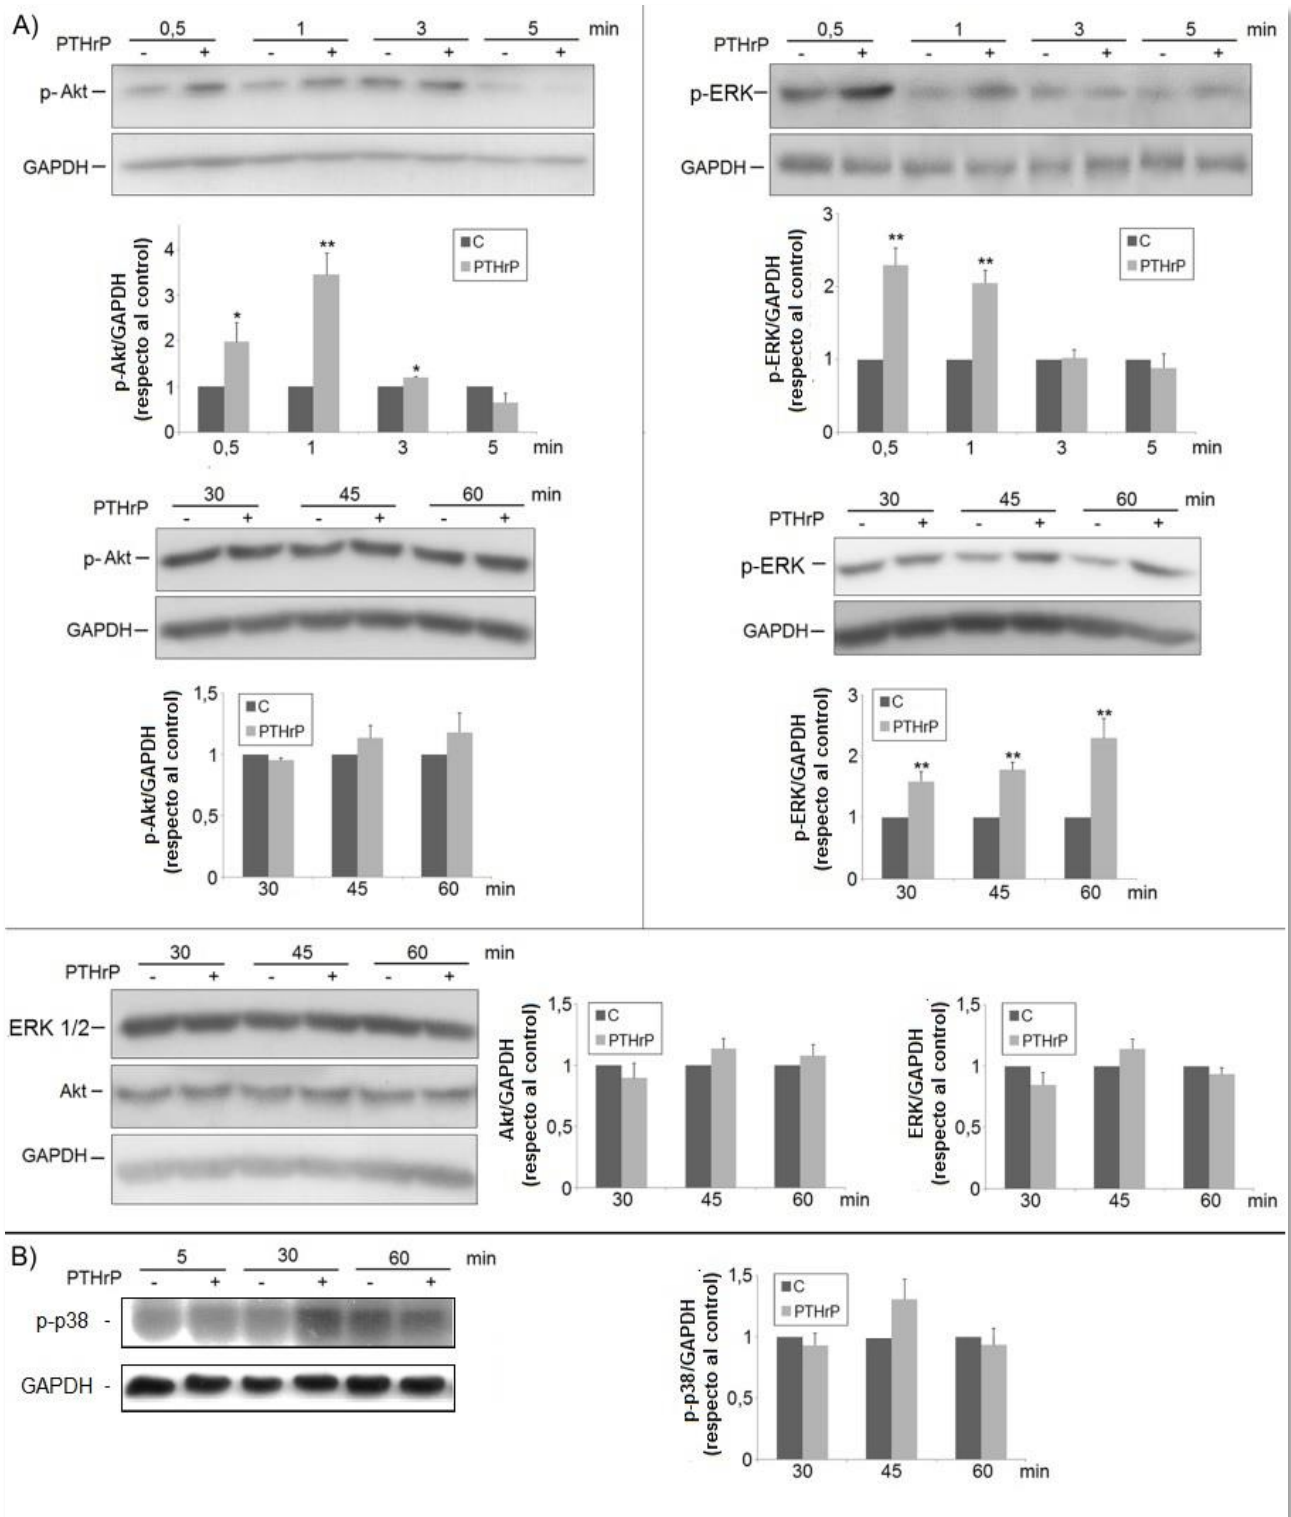 A)
0,5 1 3 5 min
PTHrP - + - + - + - +
p-Akt
GAPDH
p-Akt/GAPDH
(respecto al control)
4
3
2
1
0
* ** *
C
PTHrP
0,5 1 3 5 min
0,5 1 3 5 min
PTHrP - + - + - + - +
p-ERK
GAPDH
p-ERK/GAPDH
(respecto al control)
3
2
1
0
** **
C
PTHrP
0,5 1 3 5 min
30 45 60 min
PTHrP - + - + - +
p-Akt
GAPDH
p-Akt/GAPDH
(respecto al control)
1,5
1
0,5
0
C
PTHrP
30 45 60 min
30 45 60 min
PTHrP - + - + - +
p-ERK
GAPDH
p-ERK/GAPDH
(respecto al control)
3
2
1
0
** ** **
C
PTHrP
30 45 60 min
30 45 60 min
PTHrP - + - + - +
ERK 1/2
Akt
GAPDH
Akt/GAPDH
(respecto al control)
1,5
1
0,5
0
C
PTHrP
30 45 60 min
ERK/GAPDH
(respecto al control)
1,5
1
0,5
0
C
PTHrP
30 45 60 min
B)
5 30 60 min
PTHrP - + - + - +
p-p38 -
GAPDH -
p-p38/GAPDH
(respecto al control)
1,5
1
0,5
0
C
PTHrP
30 45 60 min